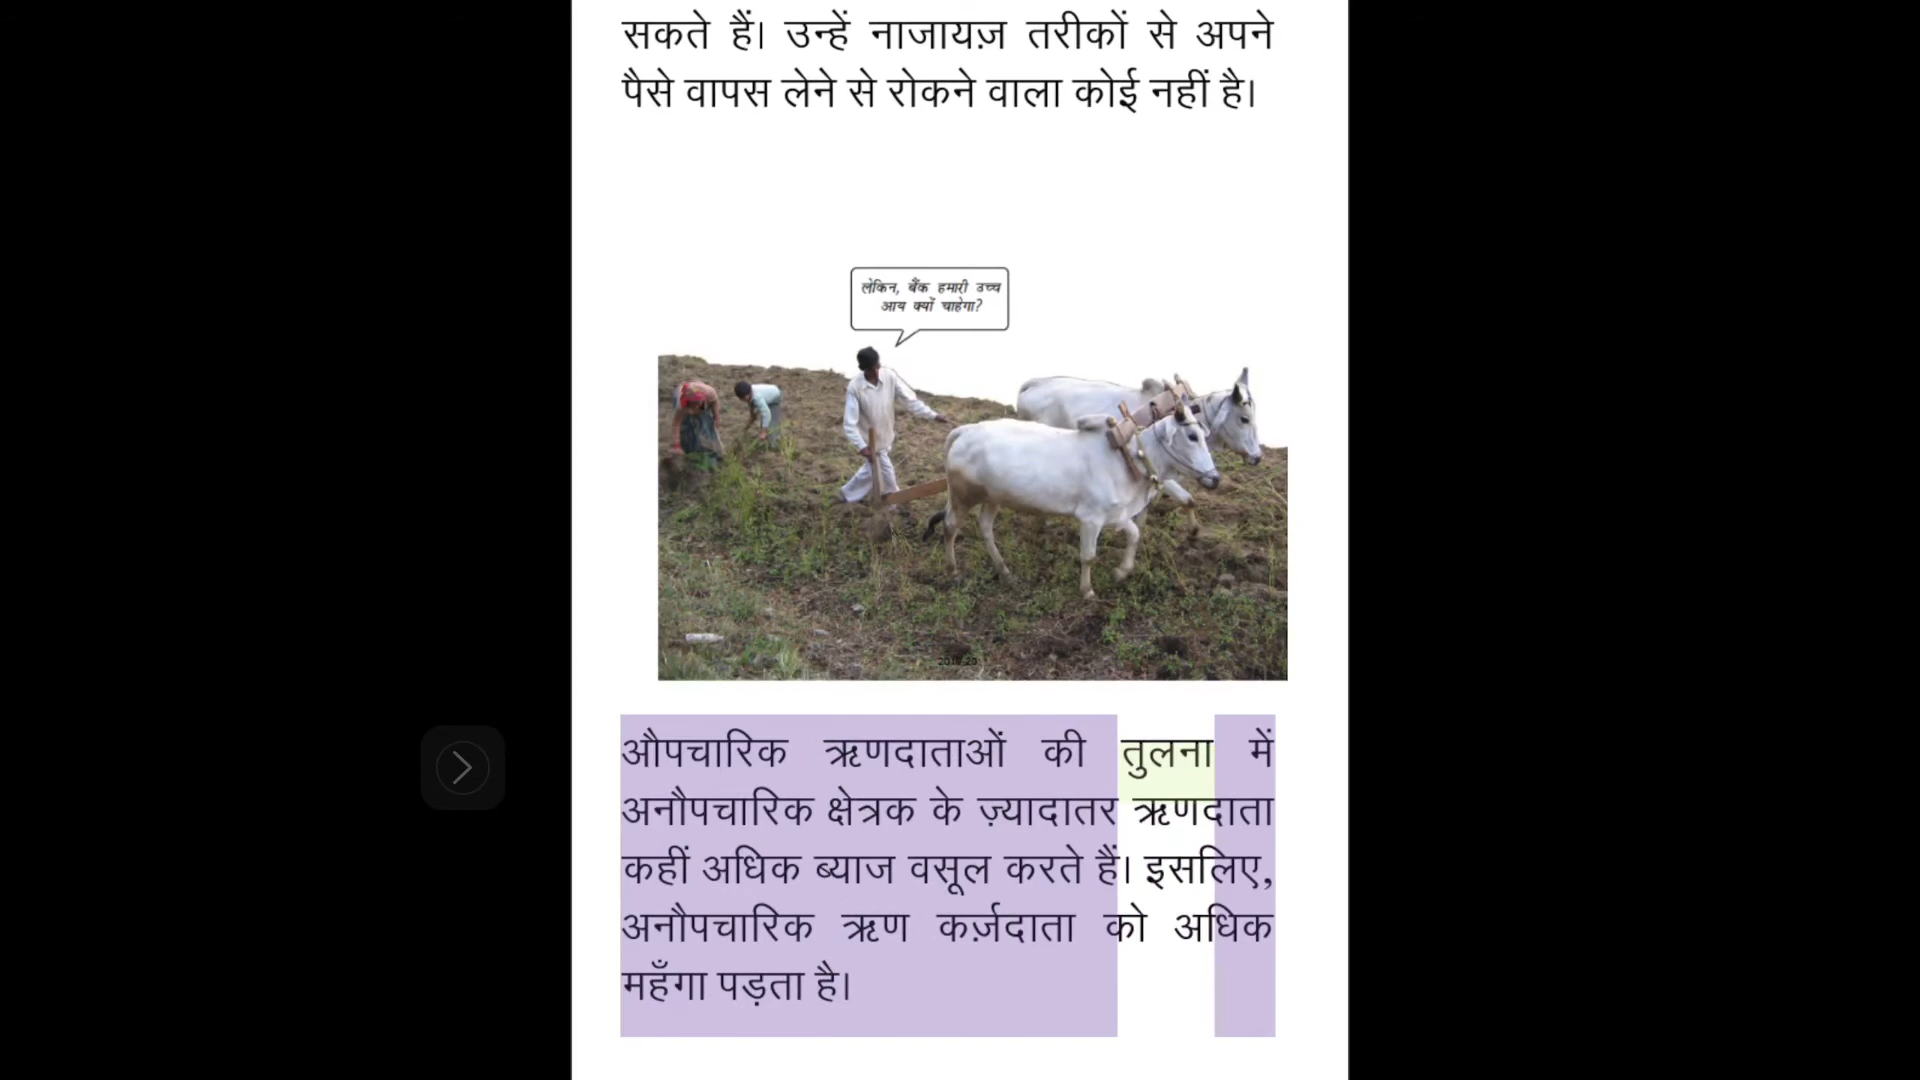 सकते हैं। उन्हें नाजायज़ तरीकों से अपने
पैसे वापस लेने से रोकने वाला कोई नहीं है।
लेकिन, बैंक हमारी उच्च
आय क्यों चाहेगा?
औपचारिक ऋणदाताओं की तुलना में
अनौपचारिक क्षेत्रक के ज़्यादातर ऋणदाता
कहीं अधिक ब्याज वसूल करते हैं। इसलिए,
अनौपचारिक ऋण कर्ज़दाता को अधिक
महँगा पड़ता है।